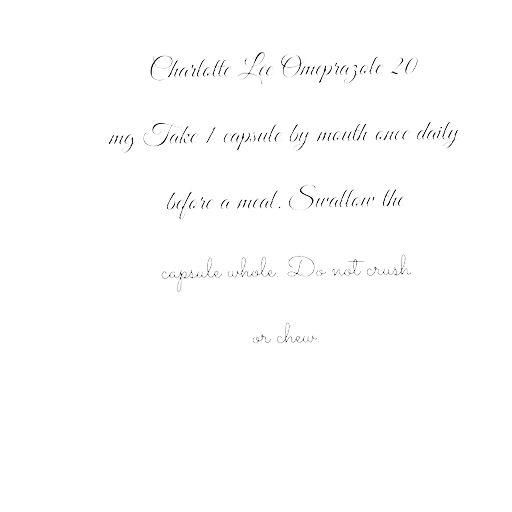 Charlotte Lee Omeprazole 20
mg Take 1 capsule by mouth once daily
before a meal. Swallow the
capsule whole. Do not crush
or chew.